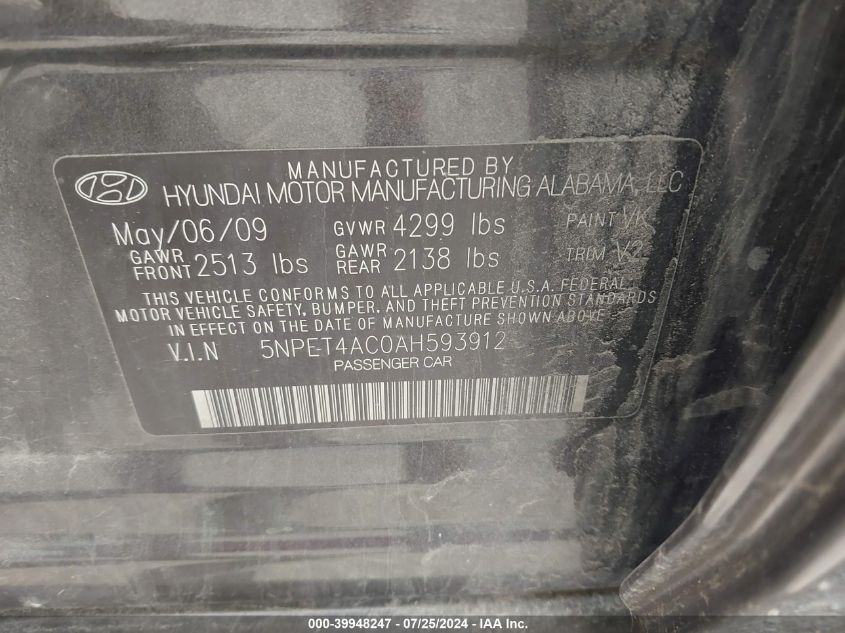 MANUFACTURED BY
HYUNDAI MOTOR MANUFACTURING ALABAMA, LLC
May/06/09 GVWR 4299 lbs PAINT VK
GAWR FRONT 2513 lbs GAWR REAR 2138 lbs TRIM V2
THIS VEHICLE CONFORMS TO ALL APPLICABLE U.S.A. FEDERAL
MOTOR VEHICLE SAFETY, BUMPER, AND THEFT PREVENTION STANDARDS
IN EFFECT ON THE DATE OF MANUFACTURE SHOWN ABOVE
V.I.N 5NPET4AC0AH593912
PASSENGER CAR
000-39948247 - 07/25/2024 - IAA Inc.